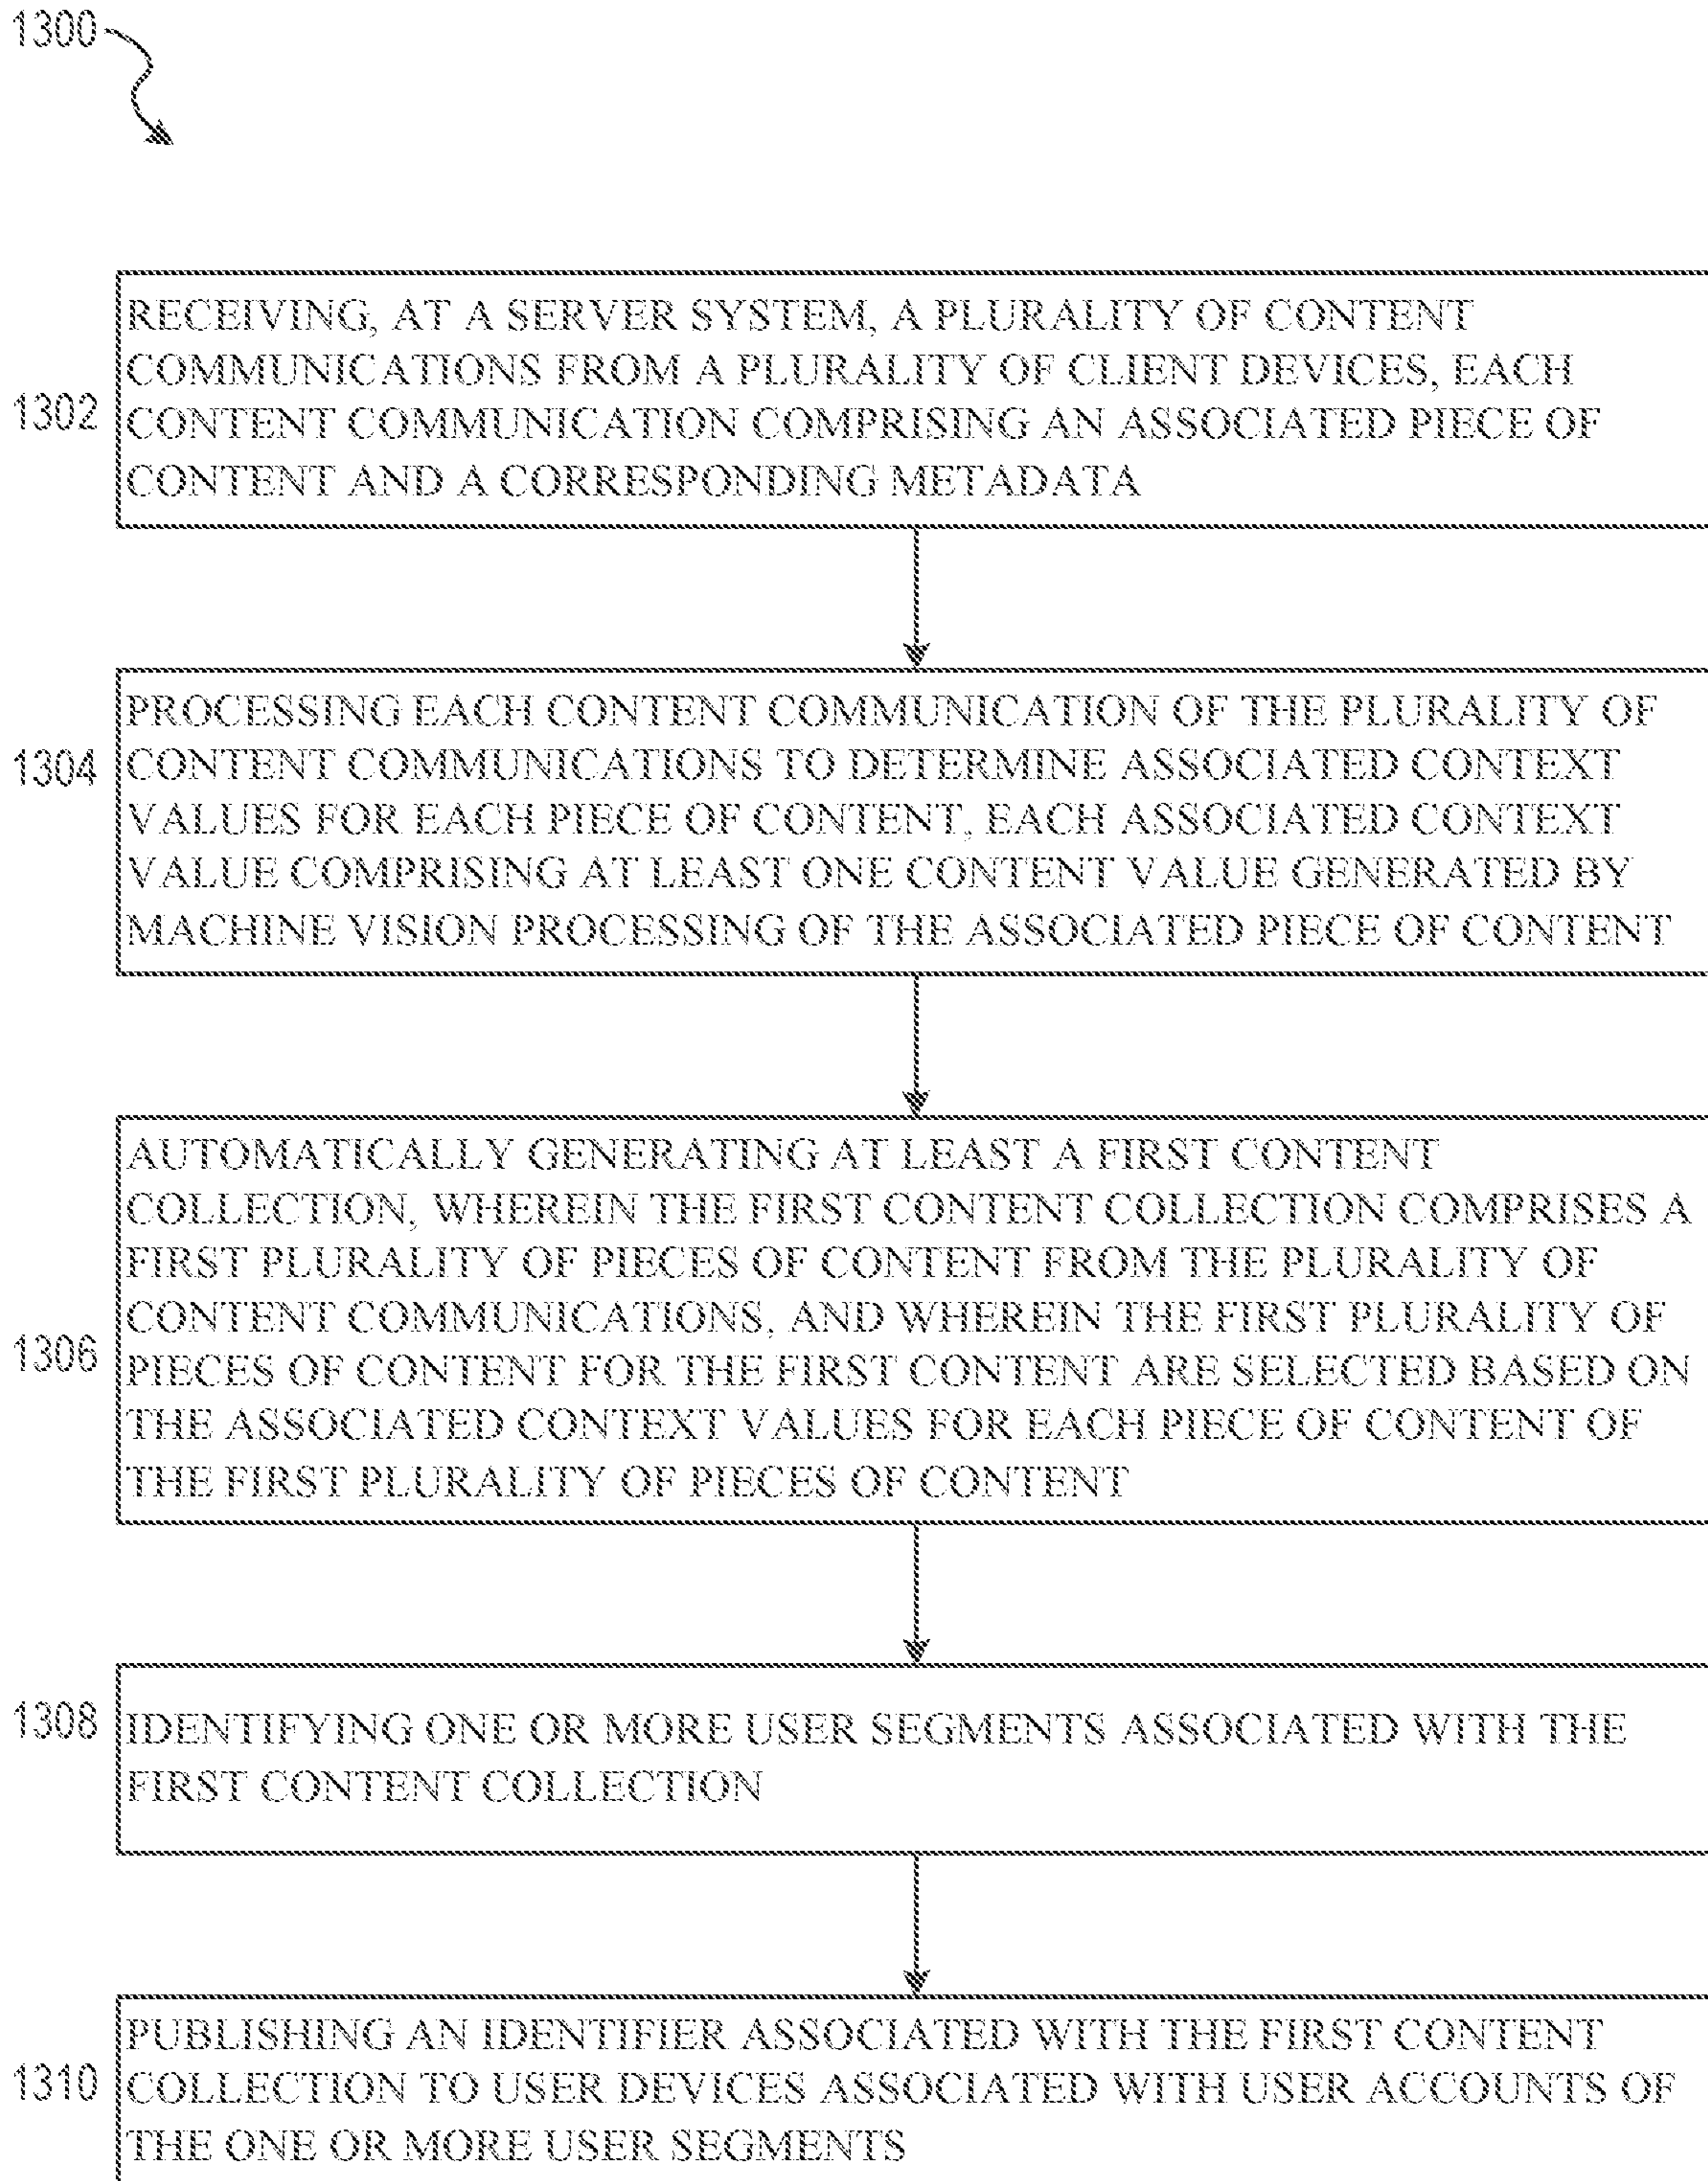 1300
RECEIVING, AT A SERVER SYSTEM, A PLURALITY OF CONTENT
COMMUNICATIONS FROM A PLURALITY OF CLIENT DEVICES, EACH
1302
CONTENT COMMUNICATION COMPRISING AN ASSOCIATED PIECE OF
CONTENT AND A CORRESPONDING METADATA
PROCESSING EACH CONTENT COMMUNICATION OF THE PLURALITY OF
1304
CONTENT COMMUNICATIONS TO DETERMINE ASSOCIATED CONTEXT
VALUES FOR EACH PIECE OF CONTENT, EACH ASSOCIATED CONTEXT
VALUE COMPRISING AT LEAST ONE CONTENT VALUE GENERATED BY
MACHINE VISION PROCESSING OF THE ASSOCIATED PIECE OF CONTENT
AUTOMATICALLY GENERATING AT LEAST A FIRST CONTENT
COLLECTION, WHEREIN THE FIRST CONTENT COLLECTION COMPRISES A
FIRST PLURALITY OF PIECES OF CONTENT FROM THE PLURALITY OF
CONTENT COMMUNICATIONS, AND WHEREIN THE FIRST PLURALITY OF
1306
PIECES OF CONTENT FOR THE FIRST CONTENT ARE SELECTED BASED ON
THE ASSOCIATED CONTEXT VALUES FOR EACH PIECE OF CONTENT OF
THE FIRST PLURALITY OF PIECES OF CONTENT
1308
IDENTIFYING ONE OR MORE USER SEGMENTS ASSOCIATED WITH THE
FIRST CONTENT COLLECTION
PUBLISHING AN IDENTIFIER ASSOCIATED WITH THE FIRST CONTENT
1310
COLLECTION TO USER DEVICES ASSOCIATED WITH USER ACCOUNTS OF
THE ONE OR MORE USER SEGMENTS